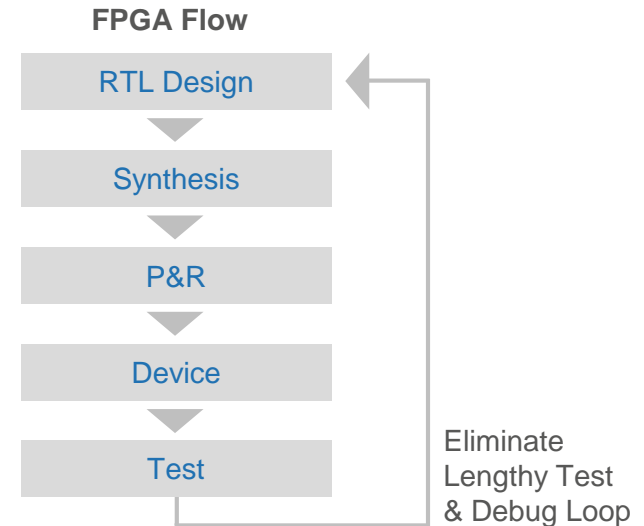 FPGA Flow
RTL Design
Synthesis
P&R
Device
Test
Eliminate
Lengthy Test
& Debug Loop